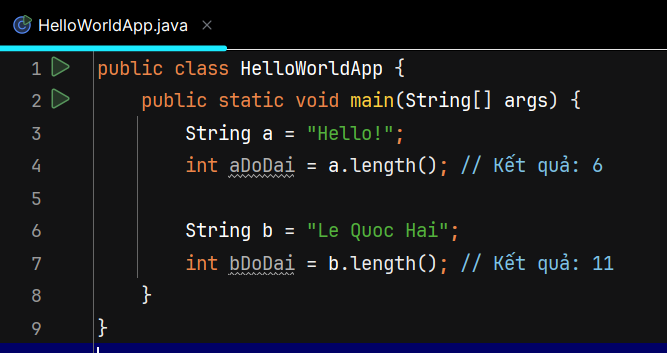 HelloWorldApp.java
1 public class HelloWorldApp {
2 public static void main(String[] args) {
3 String a = "Hello!";
4 int aDoDai = a.length(); // Kết quả: 6
5
6 String b = "Le Quoc Hai";
7 int bDoDai = b.length(); // Kết quả: 11
8 }
9 }